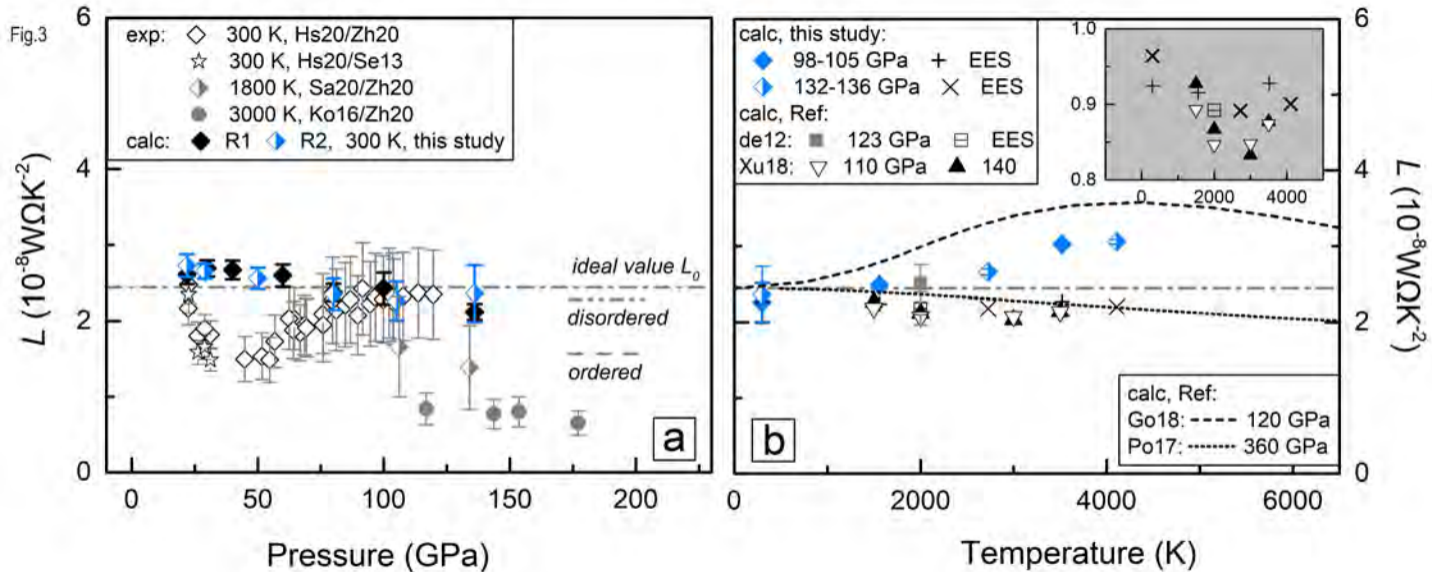 Fig.3
exp: 300 K, Hs20/Zh20
300 K, Hs20/Se13
1800 K, Sa20/Zh20
3000 K, Ko16/Zh20
calc: R1 R2, 300 K, this study
ideal value L₀
disordered
ordered
a
6
4
2
0
L (10⁻⁸WΩK⁻²)
0 50 100 150 200
Pressure (GPa)
calc, this study:
98-105 GPa + EES
132-136 GPa × EES
calc, Ref:
de12: 123 GPa EES
Xu18: 110 GPa 140
1.0
0.9
0.8
0 2000 4000
calc, Ref:
Go18: 120 GPa
Po17: 360 GPa
b
6
4
2
0
L (10⁻⁸WΩK⁻²)
0 2000 4000 6000
Temperature (K)